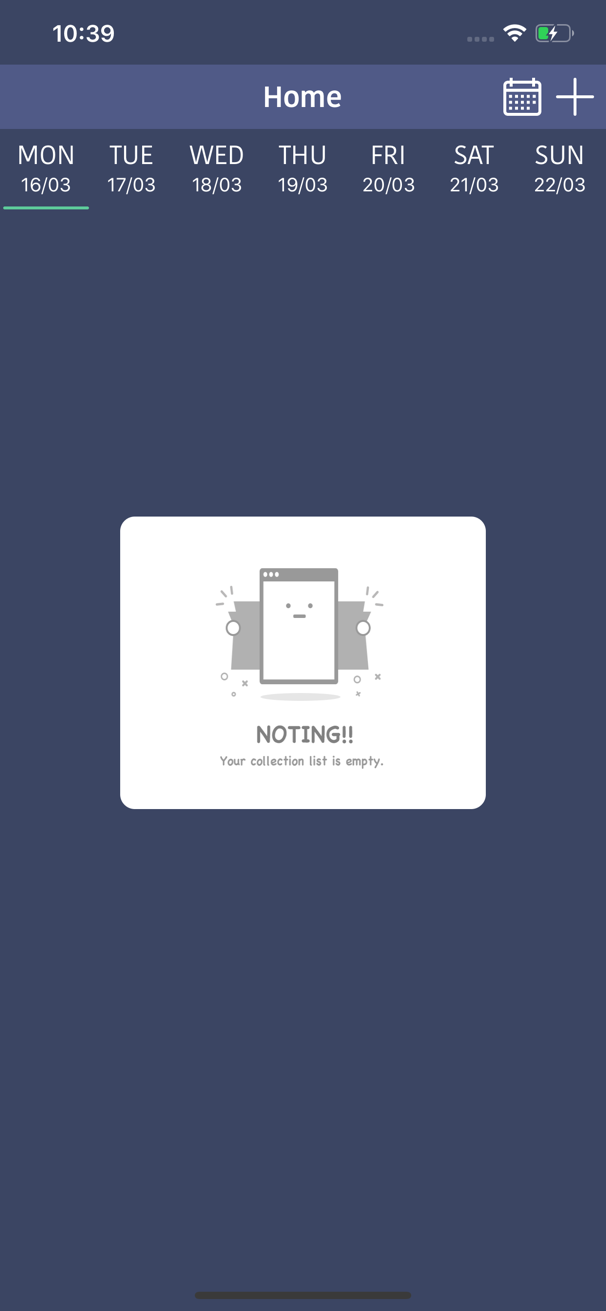 10:39
Home
MON TUE WED THU FRI SAT SUN
16/03 17/03 18/03 19/03 20/03 21/03 22/03
NOTING!!
Your collection list is empty.